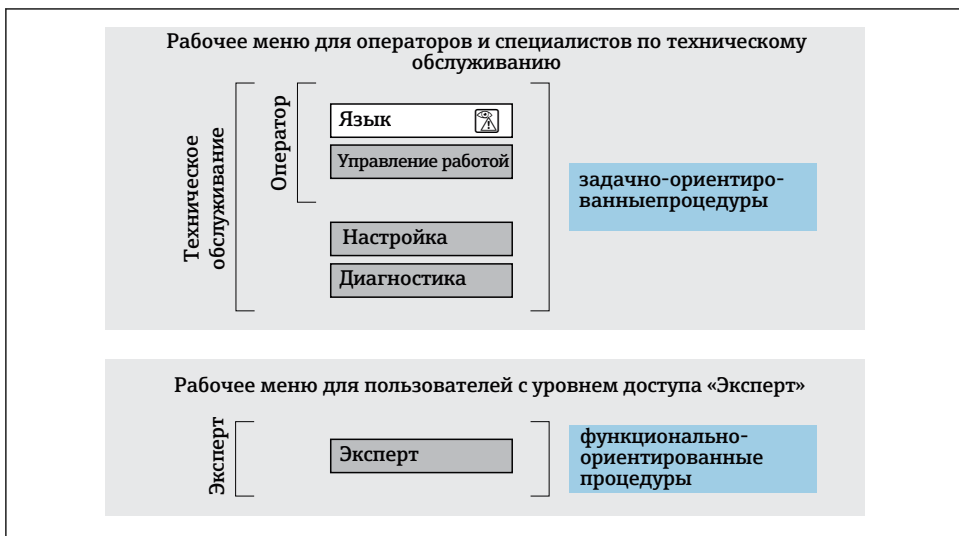 Рабочее меню для операторов и специалистов по техническому
обслуживанию
Техническое
обслуживание
Оператор
Язык
Управление работой
Настройка
Диагностика
задачно-ориентиро-
ванныепроцедуры
Рабочее меню для пользователей с уровнем доступа «Эксперт»
Эксперт
Эксперт
функционально-
ориентированные
процедуры